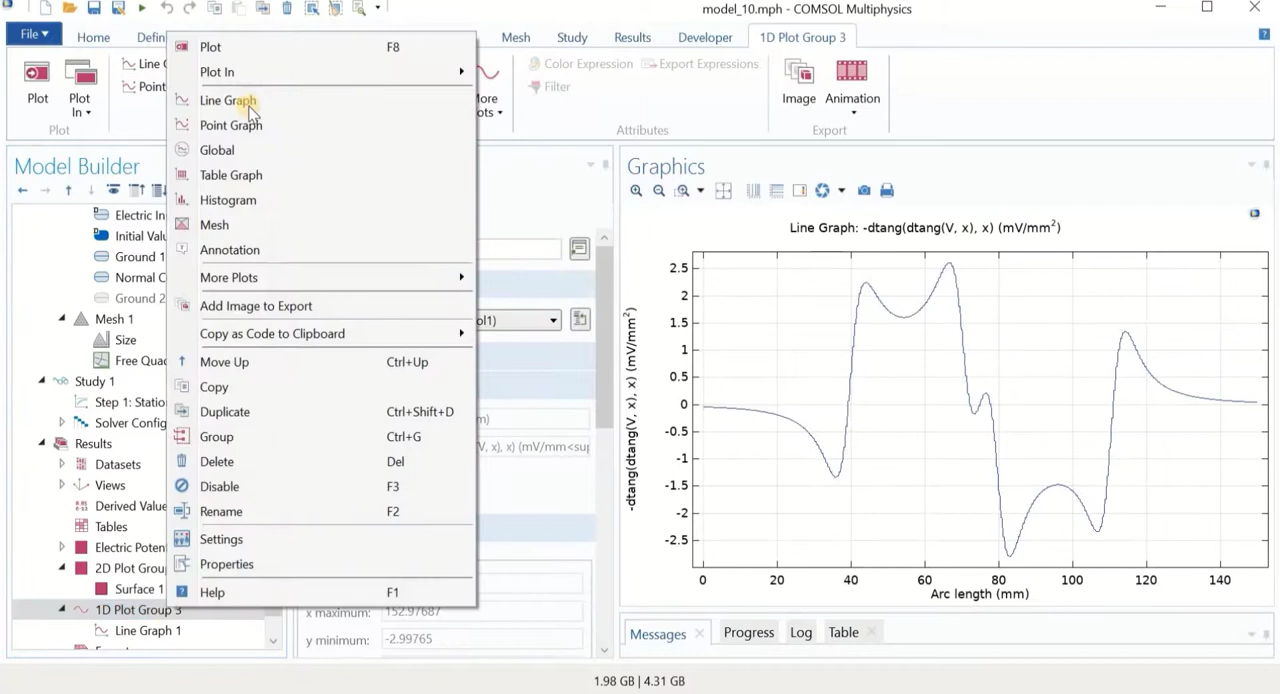 model_10.mph - COMSOL Multiphysics
File
Home
Defin
Mesh
Study
Results
Developer
1D Plot Group 3
Plot
Plot
In
Plot
Line G
Point
ore
ots
Color Expression
Export Expressions
Filter
Attributes
Image
Animation
Export
Plot F8
Plot In
Line Graph
Point Graph
Global
Table Graph
Histogram
Mesh
Annotation
More Plots
Add Image to Export
Copy as Code to Clipboard
Move Up Ctrl+Up
Copy
Duplicate Ctrl+Shift+D
Group Ctrl+G
Delete Del
Disable F3
Rename F2
Settings
Properties
Help F1
Model Builder
Electric In
Initial Valu
Ground 1
Normal C
Ground 2
Mesh 1
Size
Free Quad
Study 1
Step 1: Statio
Solver Config
Results
Datasets
Views
Derived Value
Tables
Electric Poten
2D Plot Group
Surface 1
1D Plot Group 3
Line Graph 1
ol1)
m)
V, x), x) (mV/mm<sup
x maximum: 152.97687
y minimum: -2.99765
Graphics
Line Graph: -dtang(dtang(V, x), x) (mV/mm²)
-dtang(dtang(V, x), x) (mV/mm²)
2.5
2
1.5
1
0.5
0
-0.5
-1
-1.5
-2
-2.5
0 20 40 60 80 100 120 140
Arc length (mm)
Messages
Progress
Log
Table
1.98 GB | 4.31 GB